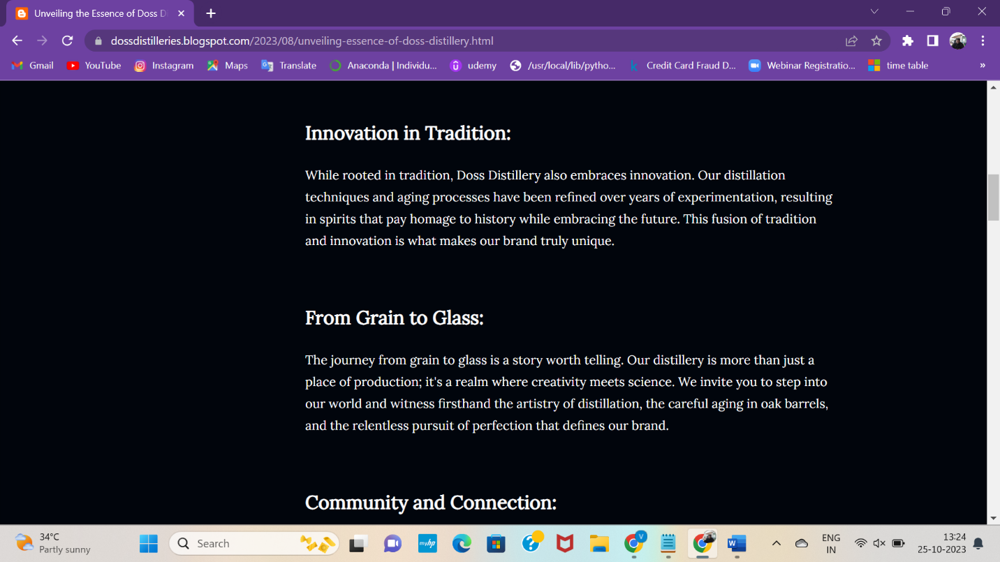 Unveiling the Essence of Doss D
dossdistilleries.blogspot.com/2023/08/unveiling-essence-of-doss-distillery.html
Gmail YouTube Instagram Maps Translate Anaconda | Individu... udemy /usr/local/lib/pytho... Credit Card Fraud D... Webinar Registratio... time table »
Innovation in Tradition:
While rooted in tradition, Doss Distillery also embraces innovation. Our distillation
techniques and aging processes have been refined over years of experimentation, resulting
in spirits that pay homage to history while embracing the future. This fusion of tradition
and innovation is what makes our brand truly unique.
From Grain to Glass:
The journey from grain to glass is a story worth telling. Our distillery is more than just a
place of production; it's a realm where creativity meets science. We invite you to step into
our world and witness firsthand the artistry of distillation, the careful aging in oak barrels,
and the relentless pursuit of perfection that defines our brand.
Community and Connection:
34°C
Partly sunny
Search
myhp
V
W
ENG
IN
13:24
25-10-2023